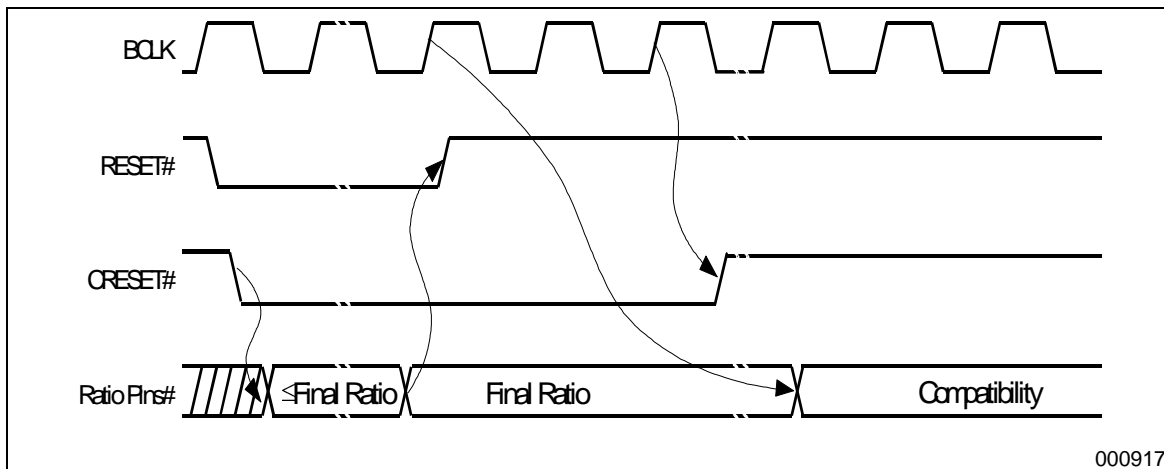 BCLK
RESET#
CRESET#
Ratio Pins#
≤Final Ratio
Final Ratio
Compatibility
000917